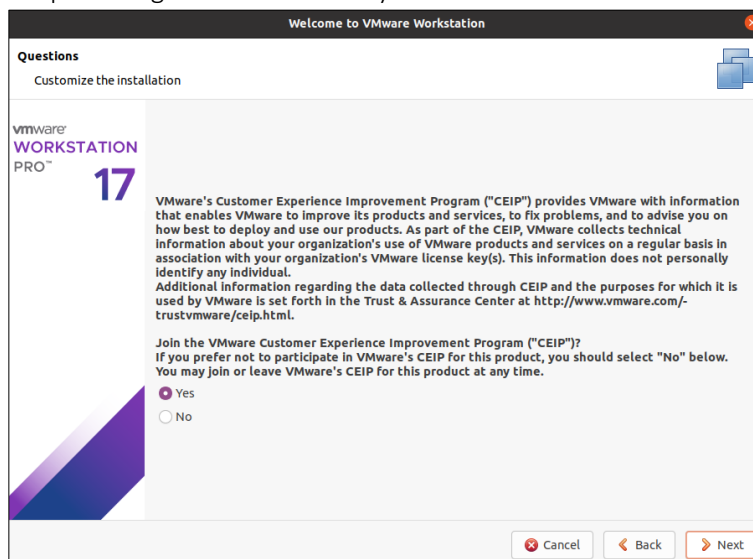 Welcome to VMware Workstation
Questions
Customize the installation
vmware
WORKSTATION
PRO™
17
VMware's Customer Experience Improvement Program ("CEIP") provides VMware with information
that enables VMware to improve its products and services, to fix problems, and to advise you on
how best to deploy and use our products. As part of the CEIP, VMware collects technical
information about your organization's use of VMware products and services on a regular basis in
association with your organization's VMware license key(s). This information does not personally
identify any individual.
Additional information regarding the data collected through CEIP and the purposes for which it is
used by VMware is set forth in the Trust & Assurance Center at http://www.vmware.com/-
trustvmware/ceip.html.
Join the VMware Customer Experience Improvement Program ("CEIP")?
If you prefer not to participate in VMware's CEIP for this product, you should select "No" below.
You may join or leave VMware's CEIP for this product at any time.
Yes
No
Cancel
Back
Next